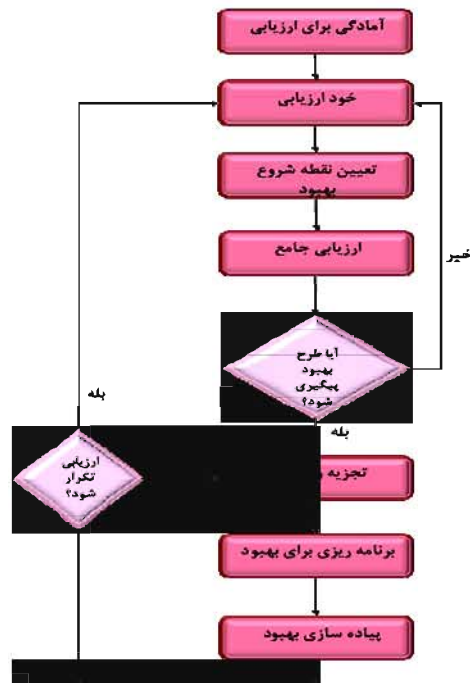 آمادگی برای ارزیابی
خود ارزیابی
تعیین نقطه شروع
بهبود
ارزیابی جامع
خیر
آیا طرح
بهبود
پیگیری
شود؟
بله
بله
ارزیابی
تکرار
شود؟
تجزیه
برنامه ریزی برای بهبود
پیاده سازی بهبود